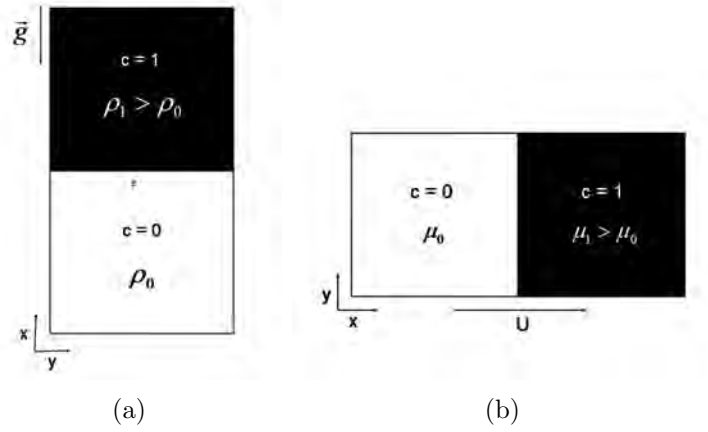 g⃗
c = 1
ρ₁ > ρ₀
c = 0
ρ₀
x
y
(a)
c = 0
μ₀
c = 1
μ₁ > μ₀
y
x
U
(b)